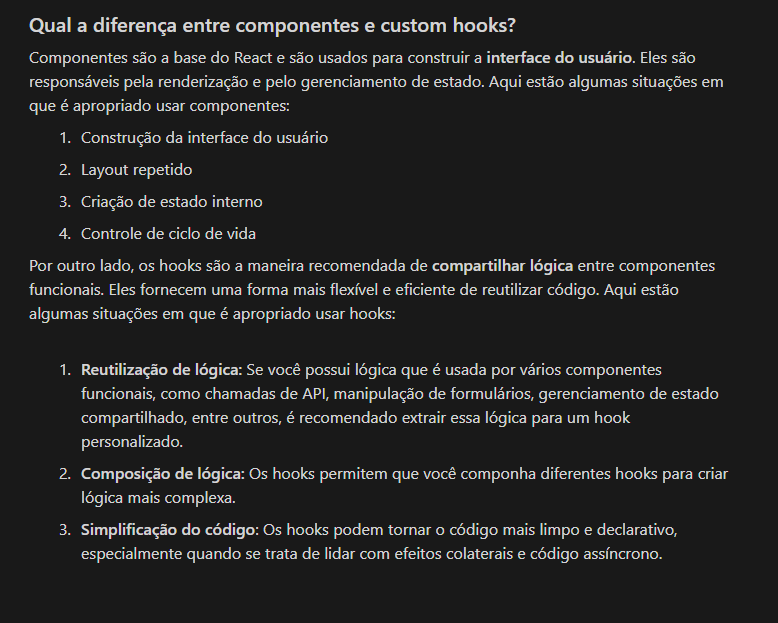 Qual a diferença entre componentes e custom hooks?
Componentes são a base do React e são usados para construir a interface do usuário. Eles são
responsáveis pela renderização e pelo gerenciamento de estado. Aqui estão algumas situações em
que é apropriado usar componentes:
1. Construção da interface do usuário
2. Layout repetido
3. Criação de estado interno
4. Controle de ciclo de vida
Por outro lado, os hooks são a maneira recomendada de compartilhar lógica entre componentes
funcionais. Eles fornecem uma forma mais flexível e eficiente de reutilizar código. Aqui estão
algumas situações em que é apropriado usar hooks:
1. Reutilização de lógica: Se você possui lógica que é usada por vários componentes
funcionais, como chamadas de API, manipulação de formulários, gerenciamento de estado
compartilhado, entre outros, é recomendado extrair essa lógica para um hook
personalizado.
2. Composição de lógica: Os hooks permitem que você componha diferentes hooks para criar
lógica mais complexa.
3. Simplificação do código: Os hooks podem tornar o código mais limpo e declarativo,
especialmente quando se trata de lidar com efeitos colaterais e código assíncrono.